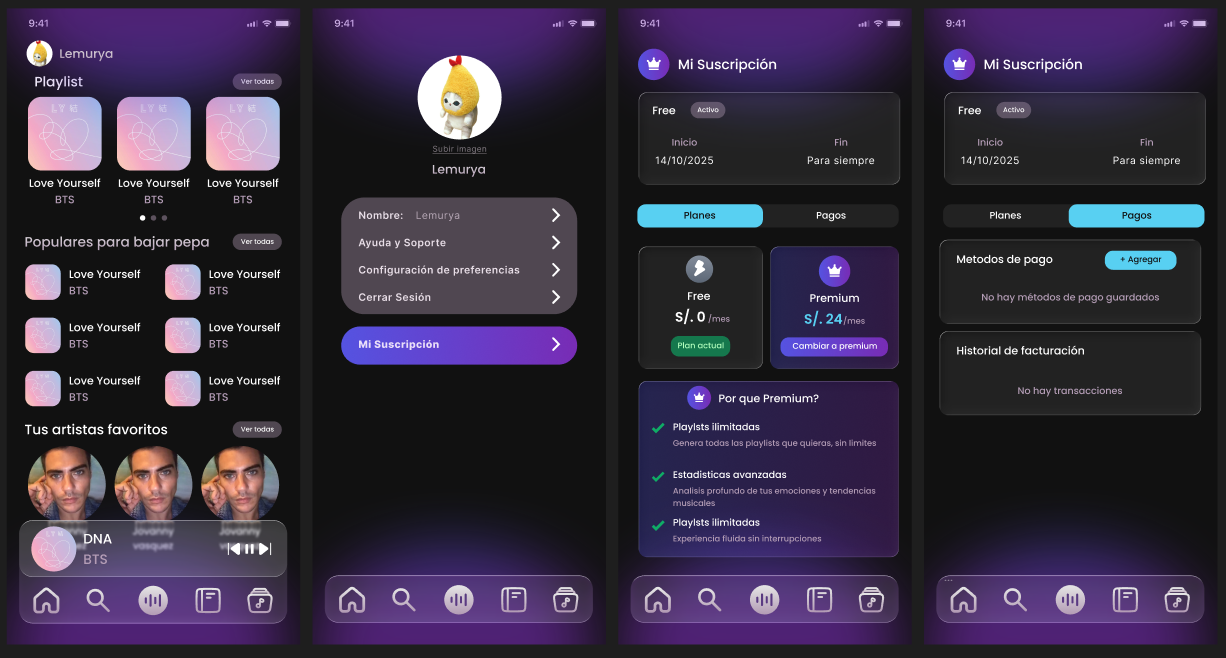 9:41
Lemurya
Playlist
Ver todas
Love Yourself
BTS
Love Yourself
BTS
Love Yourself
BTS
Populares para bajar pepa
Ver todas
Love Yourself
BTS
Love Yourself
BTS
Love Yourself
BTS
Love Yourself
BTS
Love Yourself
BTS
Love Yourself
BTS
Tus artistas favoritos
Ver todas
Jovanny
vasquez
Jovanny
vasquez
DNA
BTS
9:41
Subir imagen
Lemurya
Nombre: Lemurya
Ayuda y Soporte
Configuración de preferencias
Cerrar Sesión
Mi Suscripción
9:41
Mi Suscripción
Free Activo
Inicio Fin
14/10/2025 Para siempre
Planes Pagos
Free
S/. 0 /mes
Plan actual
Premium
S/. 24/mes
Cambiar a premium
Por que Premium?
Playlsts ilimitadas
Genera todas las playlists que quieras, sin limites
Estadísticas avanzadas
Analisis profundo de tus emociones y tendencias
musicales
Playlsts ilimitadas
Experiencia fluida sin interrupciones
9:41
Mi Suscripción
Free Activo
Inicio Fin
14/10/2025 Para siempre
Planes Pagos
Metodos de pago
+ Agregar
No hay métodos de pago guardados
Historial de facturación
No hay transacciones
...